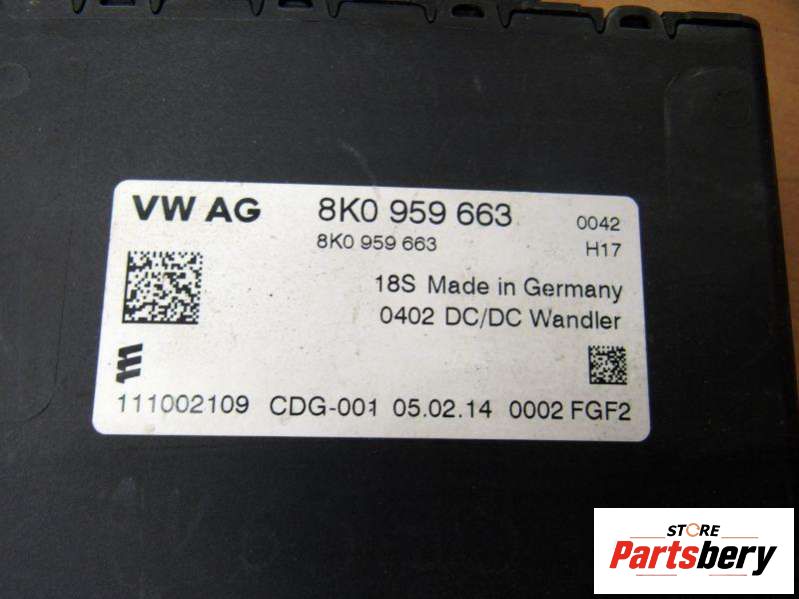 VW AG 8K0 959 663 0042
8K0 959 663 H17
18S Made in Germany
0402 DC/DC Wandler
111002109 CDG-001 05.02.14 0002 FGF2
STORE
Partsbery